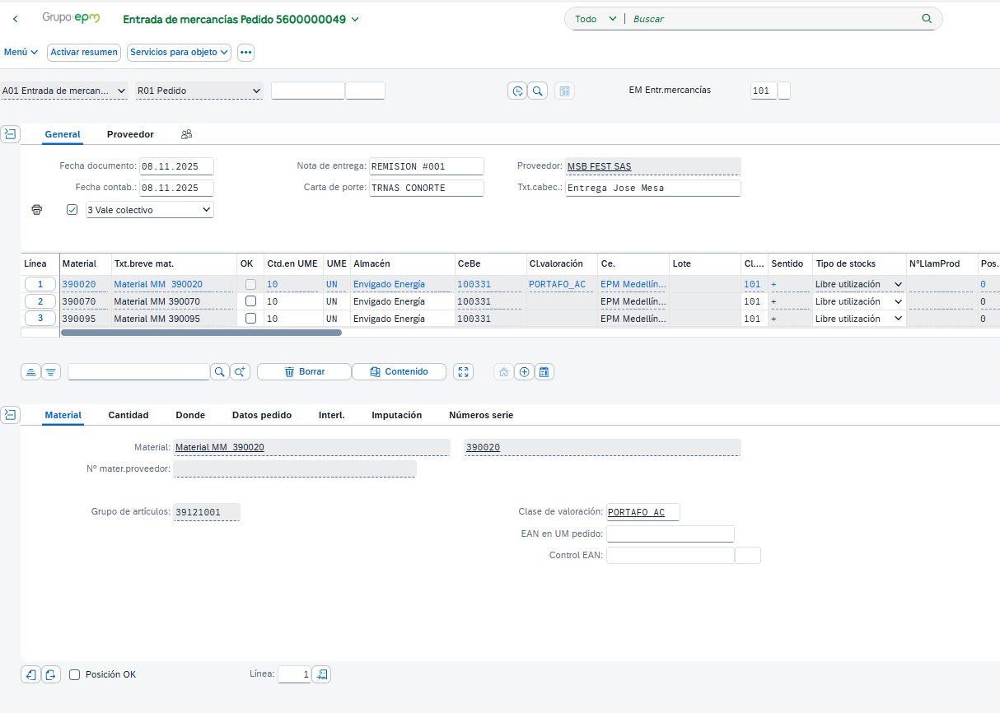 Grupo·epm Entrada de mercancías Pedido 5600000049 Todo Buscar
Menú Activar resumen Servicios para objeto
A01 Entrada de mercan... R01 Pedido EM Entr.mercancías 101
General Proveedor
Fecha documento: 08.11.2025 Nota de entrega: REMISION #001 Proveedor: MSB FEST SAS
Fecha contab.: 08.11.2025 Carta de porte: TRNAS CONORTE Txt.cabec.: Entrega Jose Mesa
3 Vale colectivo
Línea Material Txt.breve mat. OK Ctd.en UME UME Almacén CeBe Cl.valoración Ce. Lote Cl.... Sentido Tipo de stocks NºLlamProd Pos.
1 390020 Material MM 390020 10 UN Envigado Energía 100331 PORTAFO_AC EPM Medellín... 101 + Libre utilización 0
2 390070 Material MM 390070 10 UN Envigado Energía 100331 EPM Medellín... 101 + Libre utilización 0
3 390095 Material MM 390095 10 UN Envigado Energía 100331 EPM Medellín... 101 + Libre utilización 0
Borrar Contenido
Material Cantidad Donde Datos pedido Interl. Imputación Números serie
Material: Material MM 390020 390020
Nº mater.proveedor:
Grupo de artículos: 39121001 Clase de valoración: PORTAFO_AC
EAN en UM pedido:
Control EAN:
Posición OK Línea: 1